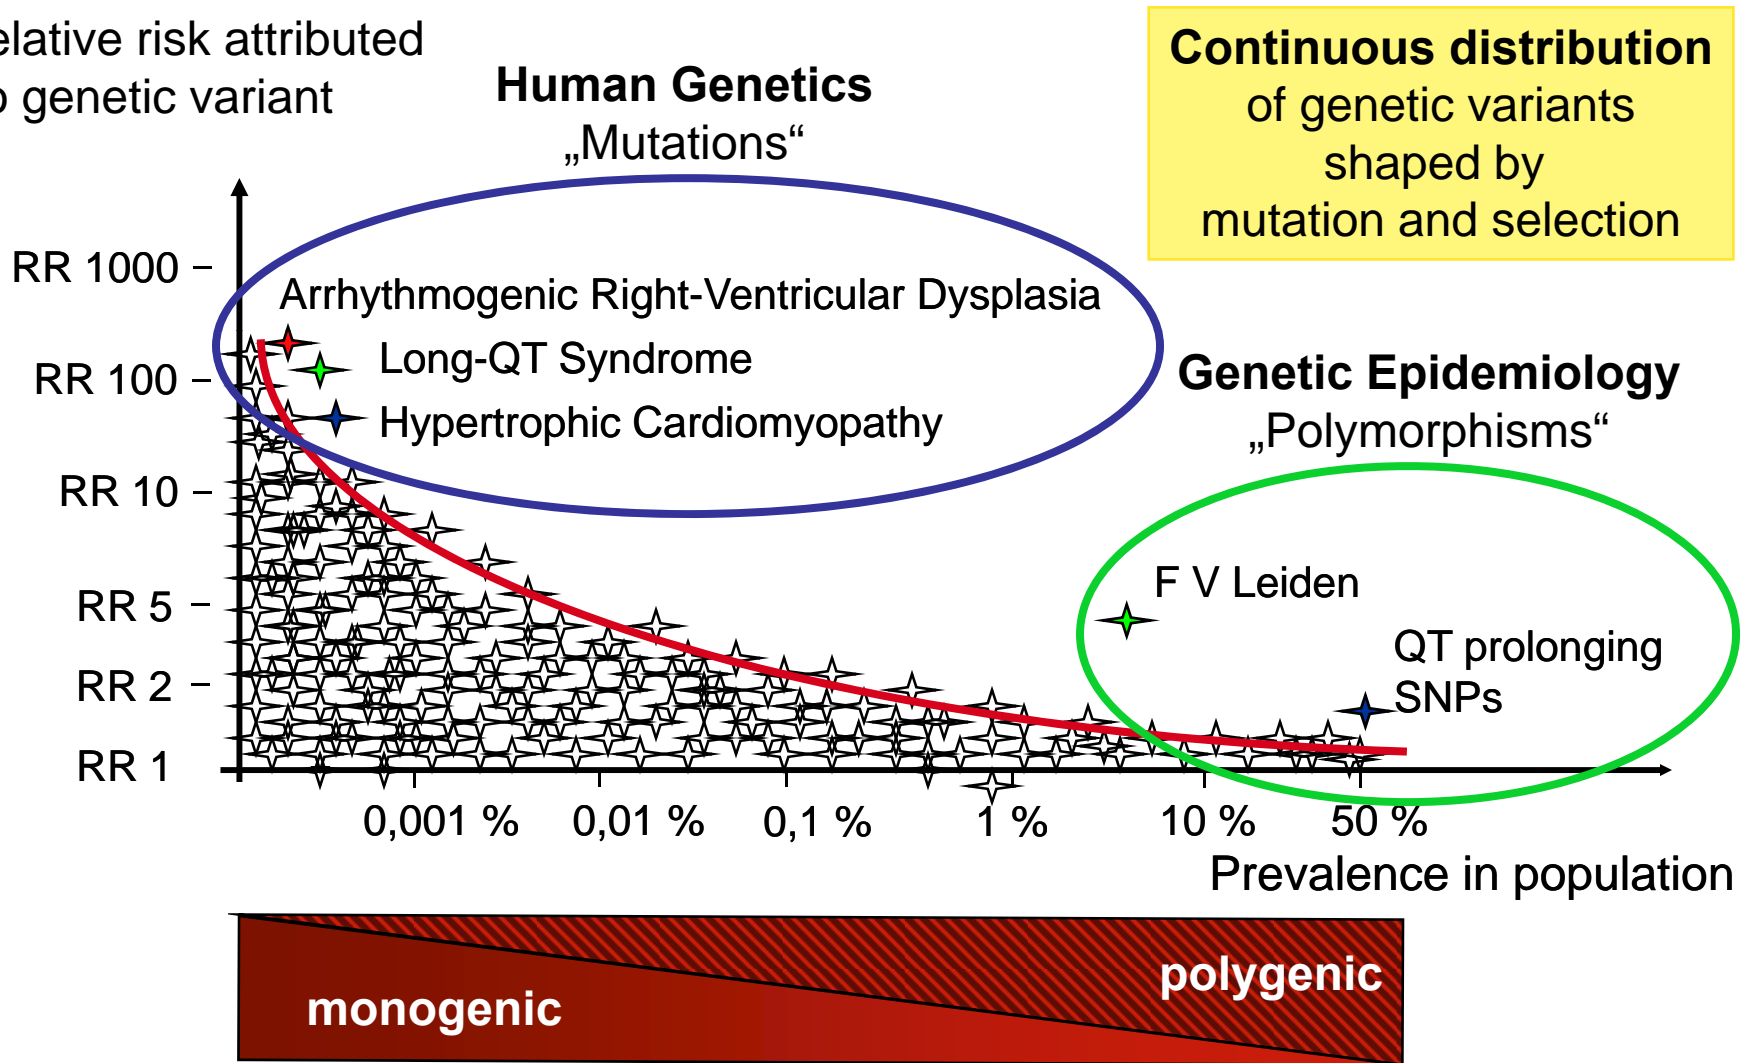 elative risk attributed
o genetic variant
Human Genetics
„Mutations“
Continuous distribution
of genetic variants
shaped by
mutation and selection
RR 1000
Arrhythmogenic Right-Ventricular Dysplasia
Long-QT Syndrome
RR 100
Hypertrophic Cardiomyopathy
Genetic Epidemiology
„Polymorphisms“
RR 10
RR 5
F V Leiden
QT prolonging
SNPs
RR 2
RR 1
0,001 % 0,01 % 0,1 % 1 % 10 % 50 %
Prevalence in population
monogenic
polygenic